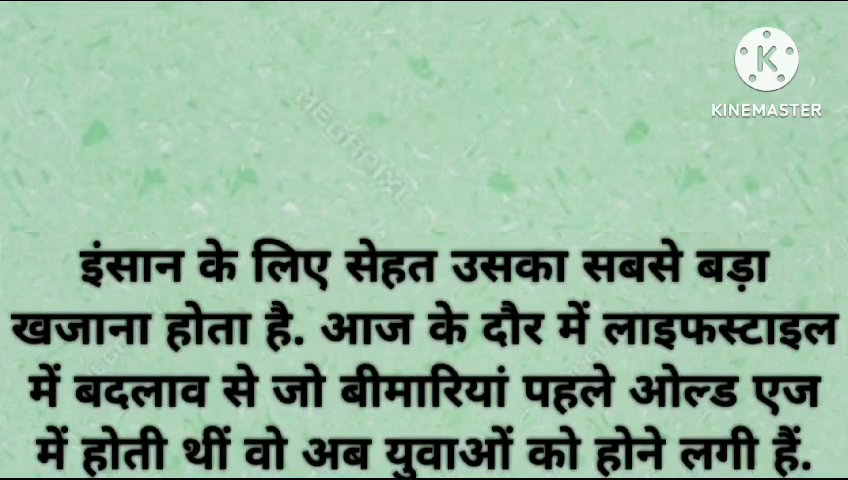 KINEMASTER
इंसान के लिए सेहत उसका सबसे बड़ा
खजाना होता है. आज के दौर में लाइफस्टाइल
में बदलाव से जो बीमारियां पहले ओल्ड एज
में होती थीं वो अब युवाओं को होने लगी हैं.